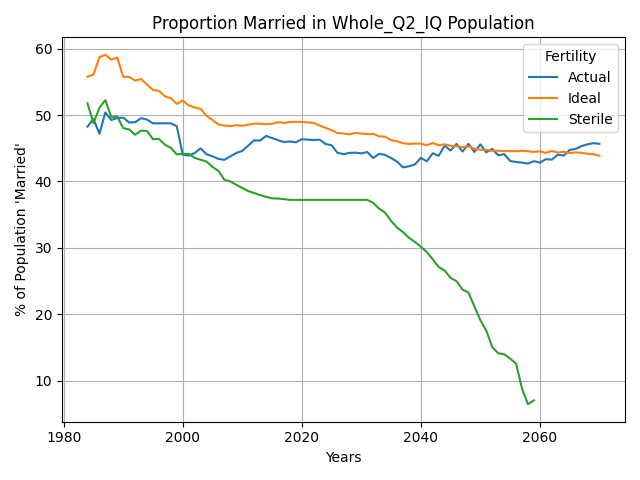 Proportion Married in Whole_Q2_IQ Population
% of Population 'Married'
60
50
40
30
20
10
1980
2000
2020
2040
2060
Years
Fertility
Actual
Ideal
Sterile